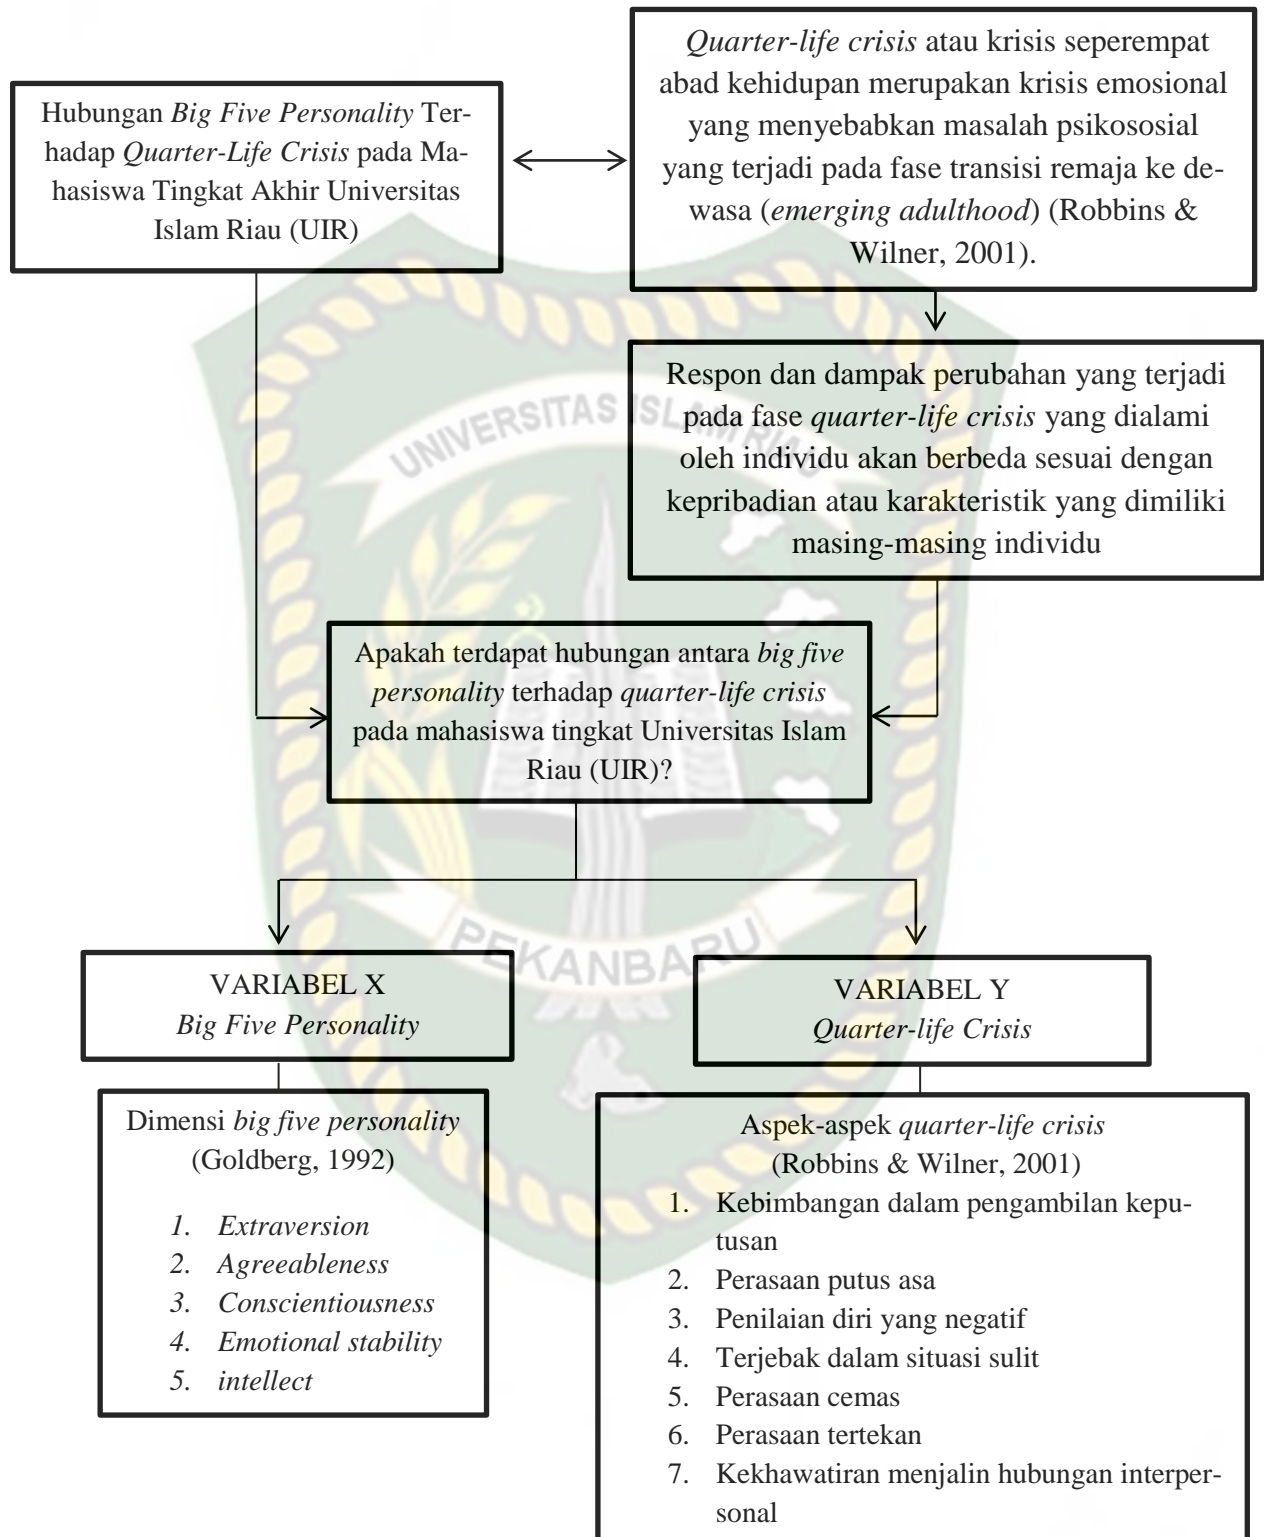 Hubungan Big Five Personality Ter-
hadap Quarter-Life Crisis pada Ma-
hasiswa Tingkat Akhir Universitas
Islam Riau (UIR)
Quarter-life crisis atau krisis seperempat
abad kehidupan merupakan krisis emosional
yang menyebabkan masalah psikososial
yang terjadi pada fase transisi remaja ke de-
wasa (emerging adulthood) (Robbins &
Wilner, 2001).
Respon dan dampak perubahan yang terjadi
pada fase quarter-life crisis yang dialami
oleh individu akan berbeda sesuai dengan
kepribadian atau karakteristik yang dimiliki
masing-masing individu
UNIVERSITAS ISLAM RIAU
Apakah terdapat hubungan antara big five
personality terhadap quarter-life crisis
pada mahasiswa tingkat Universitas Islam
Riau (UIR)?
PEKANBARU
VARIABEL X
Big Five Personality
VARIABEL Y
Quarter-life Crisis
Dimensi big five personality
(Goldberg, 1992)
1. Extraversion
2. Agreeableness
3. Conscientiousness
4. Emotional stability
5. intellect
Aspek-aspek quarter-life crisis
(Robbins & Wilner, 2001)
1. Kebimbangan dalam pengambilan kepu-
tusan
2. Perasaan putus asa
3. Penilaian diri yang negatif
4. Terjebak dalam situasi sulit
5. Perasaan cemas
6. Perasaan tertekan
7. Kekhawatiran menjalin hubungan interper-
sonal